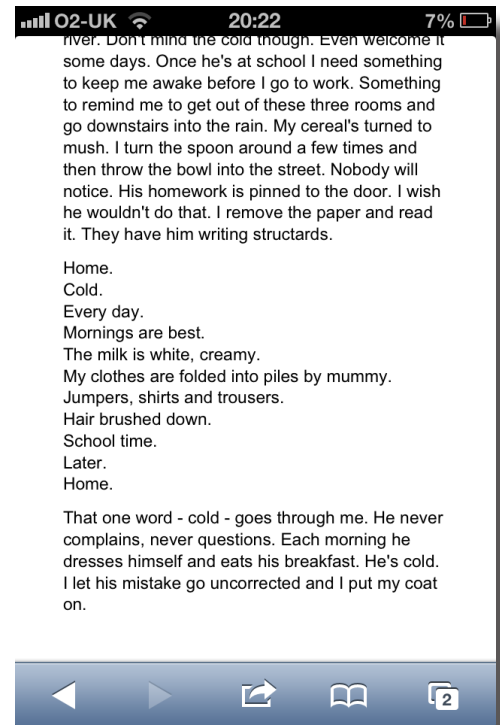 O2-UK 20:22 7%
river. Don't mind the cold though. Even welcome it
some days. Once he's at school I need something
to keep me awake before I go to work. Something
to remind me to get out of these three rooms and
go downstairs into the rain. My cereal's turned to
mush. I turn the spoon around a few times and
then throw the bowl into the street. Nobody will
notice. His homework is pinned to the door. I wish
he wouldn't do that. I remove the paper and read
it. They have him writing structards.
Home.
Cold.
Every day.
Mornings are best.
The milk is white, creamy.
My clothes are folded into piles by mummy.
Jumpers, shirts and trousers.
Hair brushed down.
School time.
Later.
Home.
That one word - cold - goes through me. He never
complains, never questions. Each morning he
dresses himself and eats his breakfast. He's cold.
I let his mistake go uncorrected and I put my coat
on.
2